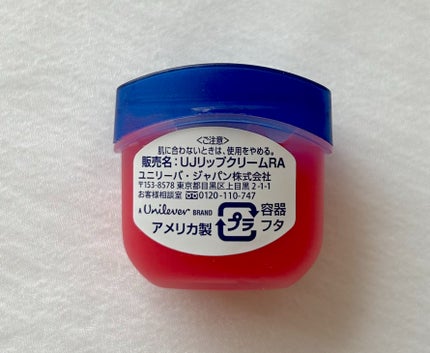 〈ご注意〉
肌に合わないときは、使用をやめる。
販売名：UJリップクリームRA
ユニリーバ・ジャパン株式会社
〒153-8578 東京都目黒区上目黒 2-1-1
お客様相談室 0120-110-747
A Unilever BRAND
アメリカ製 プラ 容器
フタ